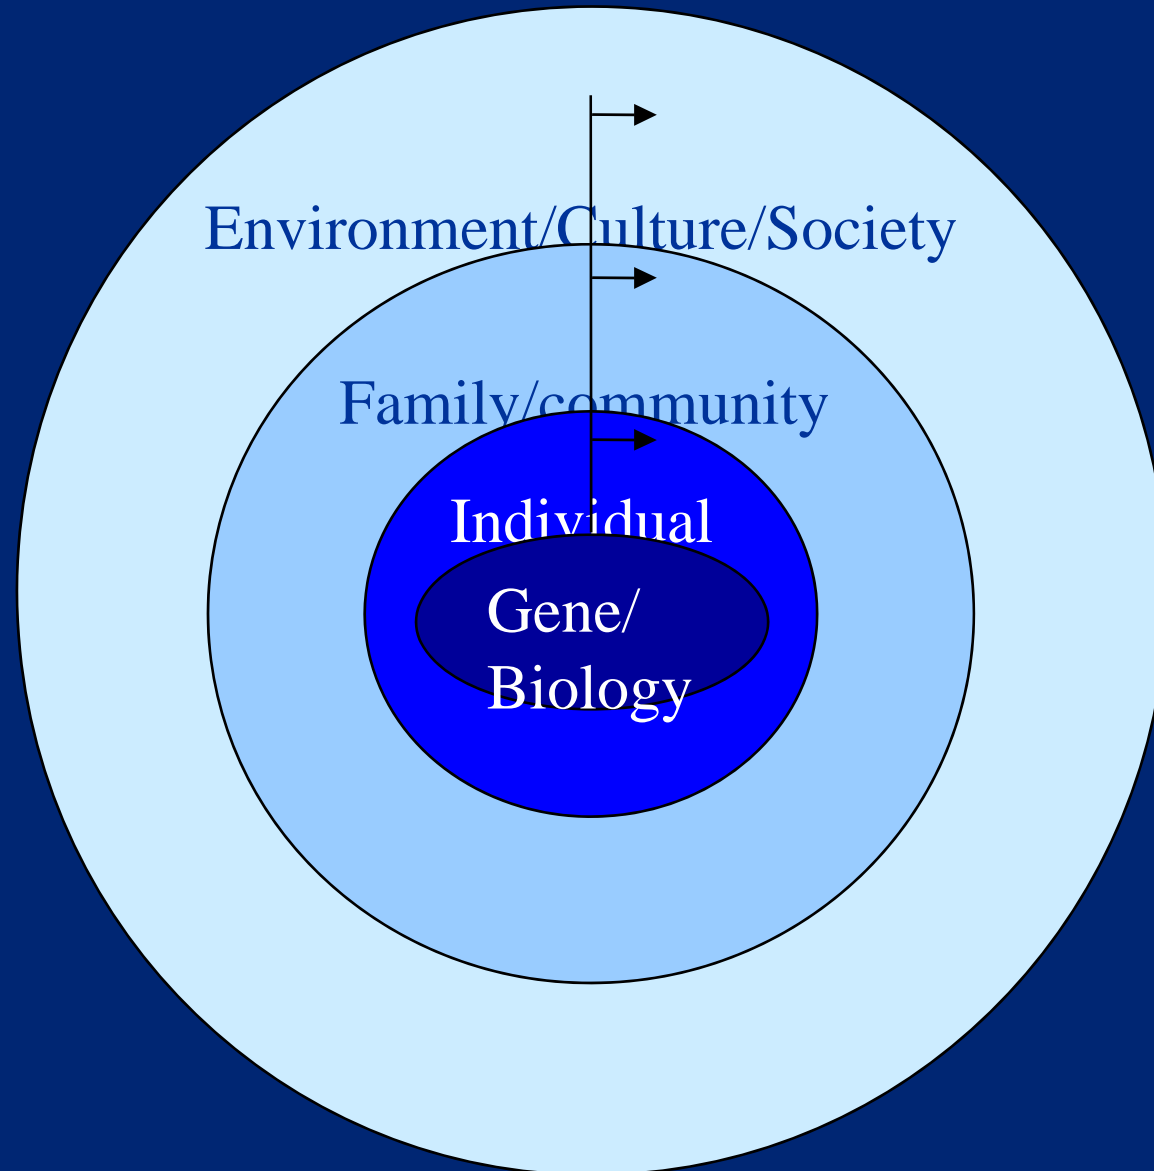 Environment/Culture/Society
Family/community
Individual
Gene/
Biology